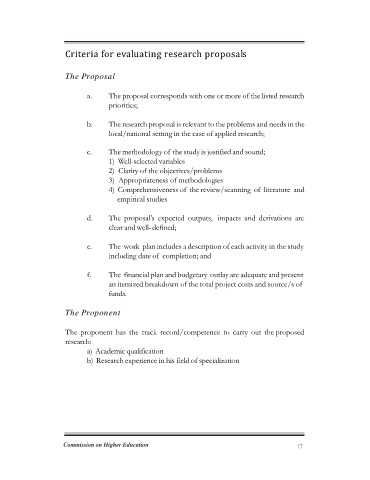 Criteria for evaluating research proposals
The Proposal
a. The proposal corresponds with one or more of the listed research
priorities;
b. The research proposal is relevant to the problems and needs in the
local/national setting in the case of applied research;
c. The methodology of the study is justified and sound;
1) Well-selected variables
2) Clarity of the objectives/problems
3) Appropriateness of methodologies
4) Comprehensiveness of the review/scanning of literature and
empirical studies
d. The proposal's expected outputs, impacts and derivations are
clear and well-defined;
e. The work plan includes a description of each activity in the study
including date of completion; and
f. The financial plan and budgetary outlay are adequate and present
an itemized breakdown of the total project costs and source/s of
funds.
The Proponent
The proponent has the track record/competence to carry out the proposed
research:
a) Academic qualification
b) Research experience in his field of specialization
Commission on Higher Education 17